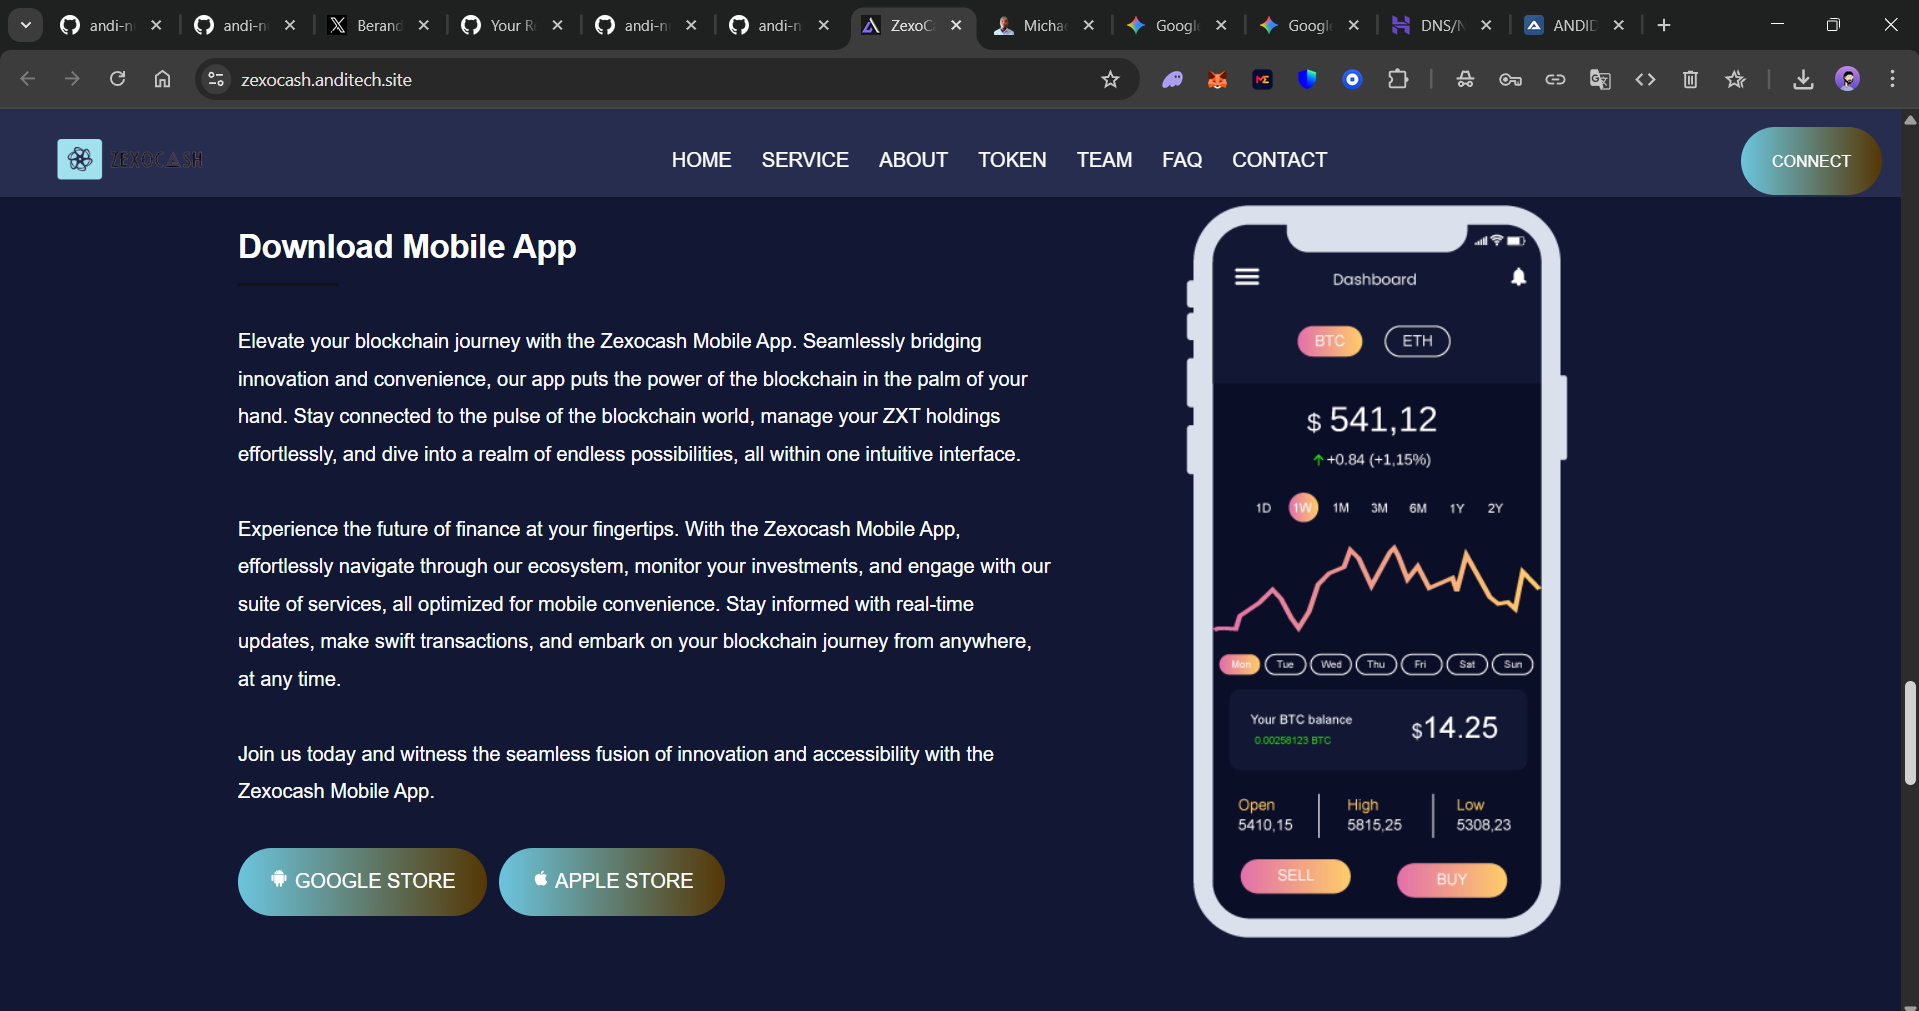 andi-n
andi-n
Berand
Your R
andi-n
andi-n
ZexoC
Micha
Googl
Googl
DNS/N
ANDID
zexocash.anditech.site
ZEXOCASH
HOME
SERVICE
ABOUT
TOKEN
TEAM
FAQ
CONTACT
CONNECT
Download Mobile App
Elevate your blockchain journey with the Zexocash Mobile App. Seamlessly bridging
innovation and convenience, our app puts the power of the blockchain in the palm of your
hand. Stay connected to the pulse of the blockchain world, manage your ZXT holdings
effortlessly, and dive into a realm of endless possibilities, all within one intuitive interface.
Experience the future of finance at your fingertips. With the Zexocash Mobile App,
effortlessly navigate through our ecosystem, monitor your investments, and engage with our
suite of services, all optimized for mobile convenience. Stay informed with real-time
updates, make swift transactions, and embark on your blockchain journey from anywhere,
at any time.
Join us today and witness the seamless fusion of innovation and accessibility with the
Zexocash Mobile App.
GOOGLE STORE
APPLE STORE
Dashboard
BTC
ETH
$ 541,12
+0.84 (+1,15%)
1D 1W 1M 3M 6M 1Y 2Y
Mon Tue Wed Thu Fri Sat Sun
Your BTC balance
0.00258123 BTC
$14.25
Open
5410,15
High
5815,25
Low
5308,23
SELL
BUY